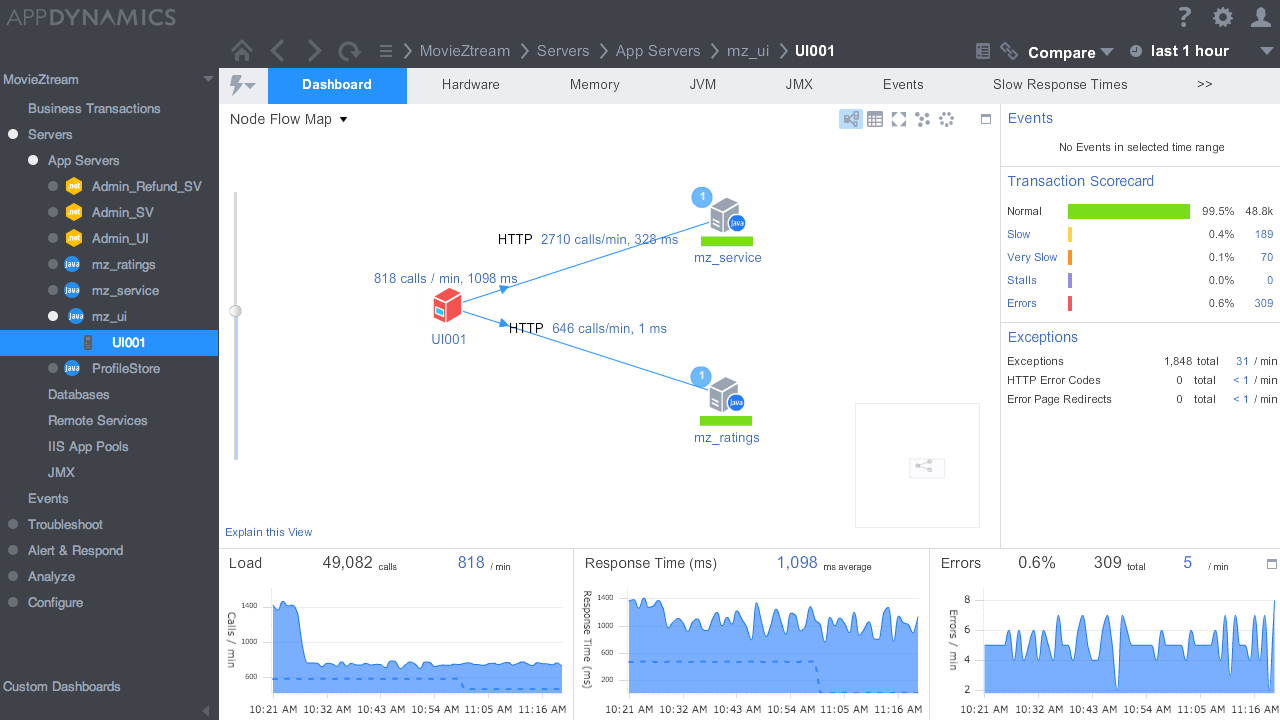 APPDYNAMICS
?
MovieZtream
Servers
App Servers
mz_ui
UI001
Compare
last 1 hour
MovieZtream
Business Transactions
Servers
App Servers
.net Admin_Refund_SV
.net Admin_SV
.net Admin_UI
java mz_ratings
java mz_service
java mz_ui
UI001
java ProfileStore
Databases
Remote Services
IIS App Pools
JMX
Events
Troubleshoot
Alert & Respond
Analyze
Configure
Custom Dashboards
Dashboard
Hardware
Memory
JVM
JMX
Events
Slow Response Times
>>
Node Flow Map
1
java
HTTP 2710 calls/min, 328 ms
mz_service
818 calls / min, 1098 ms
UI001
HTTP 646 calls/min, 1 ms
1
java
mz_ratings
Explain this View
Events
No Events in selected time range
Transaction Scorecard
Normal 99.5% 48.8k
Slow 0.4% 189
Very Slow 0.1% 70
Stalls 0.0% 0
Errors 0.6% 309
Exceptions
Exceptions 1,848 total 31 / min
HTTP Error Codes 0 total < 1 / min
Error Page Redirects 0 total < 1 / min
Load 49,082 calls 818 / min
Calls / min
1400
1000
600
10:21 AM 10:32 AM 10:43 AM 10:54 AM 11:05 AM 11:16 AM
Response Time (ms) 1,098 ms average
Response Time (ms)
1400
1000
600
200
10:21 AM 10:32 AM 10:43 AM 10:54 AM 11:05 AM 11:16 AM
Errors 0.6% 309 total 5 / min
Errors / min
8
6
4
2
10:21 AM 10:32 AM 10:43 AM 10:54 AM 11:05 AM 11:16 AM